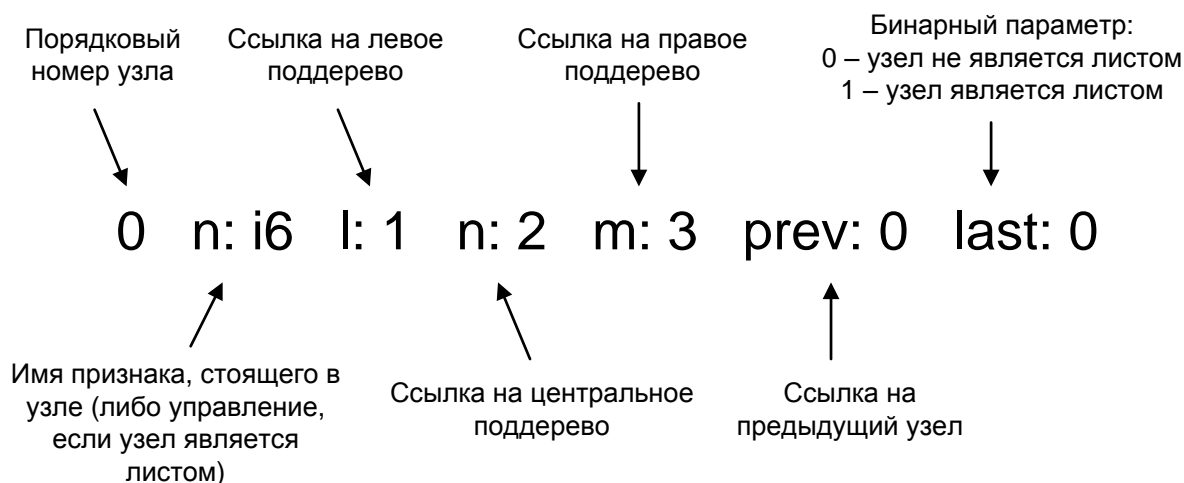 Порядковый
номер узла
Ссылка на левое
поддерево
Ссылка на правое
поддерево
Бинарный параметр:
0 – узел не является листом
1 – узел является листом
0 n: i6 l: 1 n: 2 m: 3 prev: 0 last: 0
Имя признака, стоящего в
узле (либо управление,
если узел является
листом)
Ссылка на центральное
поддерево
Ссылка на
предыдущий узел